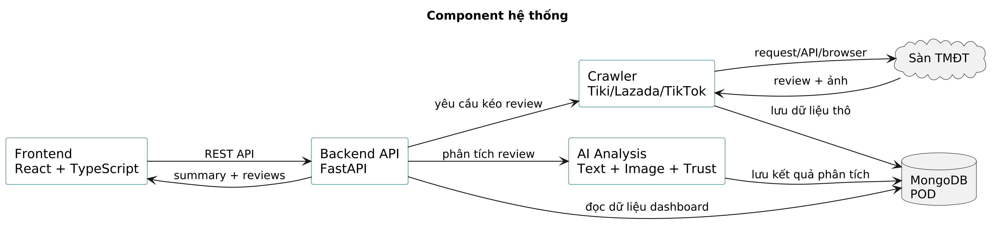 Component hệ thống
request/API/browser
Sàn TMĐT
Crawler
Tiki/Lazada/TikTok
review + ảnh
yêu cầu kéo review
lưu dữ liệu thô
Frontend
React + TypeScript
REST API
summary + reviews
Backend API
FastAPI
phân tích review
AI Analysis
Text + Image + Trust
lưu kết quả phân tích
MongoDB
POD
đọc dữ liệu dashboard